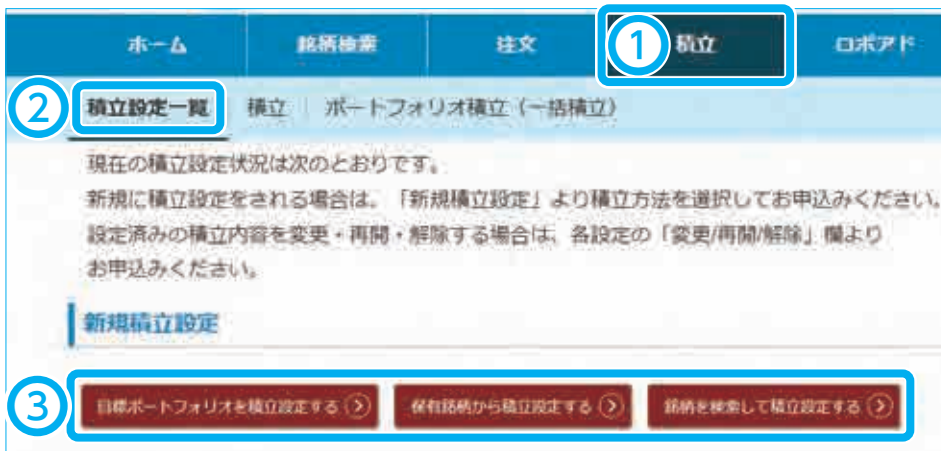 ホーム 銘柄検索 注文 ① 積立 ロボアド
② 積立設定一覧 積立 ポートフォリオ積立（一括積立）
現在の積立設定状況は次のとおりです。
新規に積立設定をされる場合は、「新規積立設定」より積立方法を選択してお申込みください。
設定済みの積立内容を変更・再開・解除する場合は、各設定の「変更/再開/解除」欄より
お申込みください。
新規積立設定
③ 目標ポートフォリオを積立設定する 保有銘柄から積立設定する 銘柄を検索して積立設定する